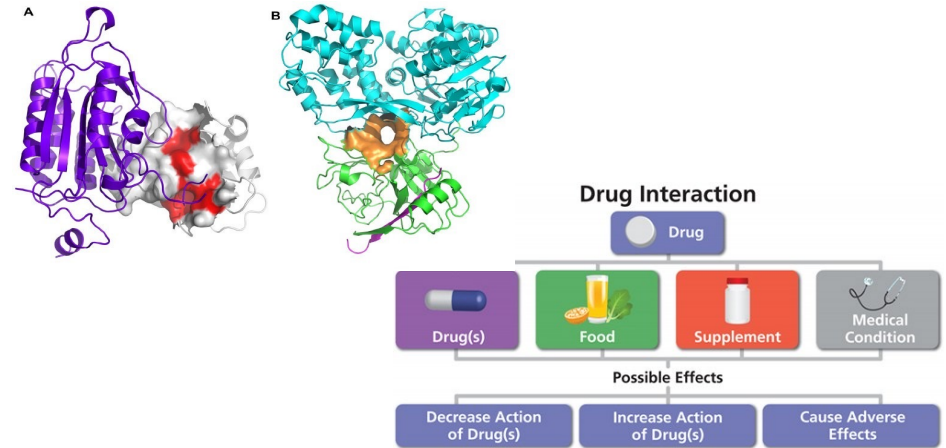 A
B
Drug Interaction
Drug
Drug(s)
Food
Supplement
Medical
Condition
Possible Effects
Decrease Action
of Drug(s)
Increase Action
of Drug(s)
Cause Adverse
Effects